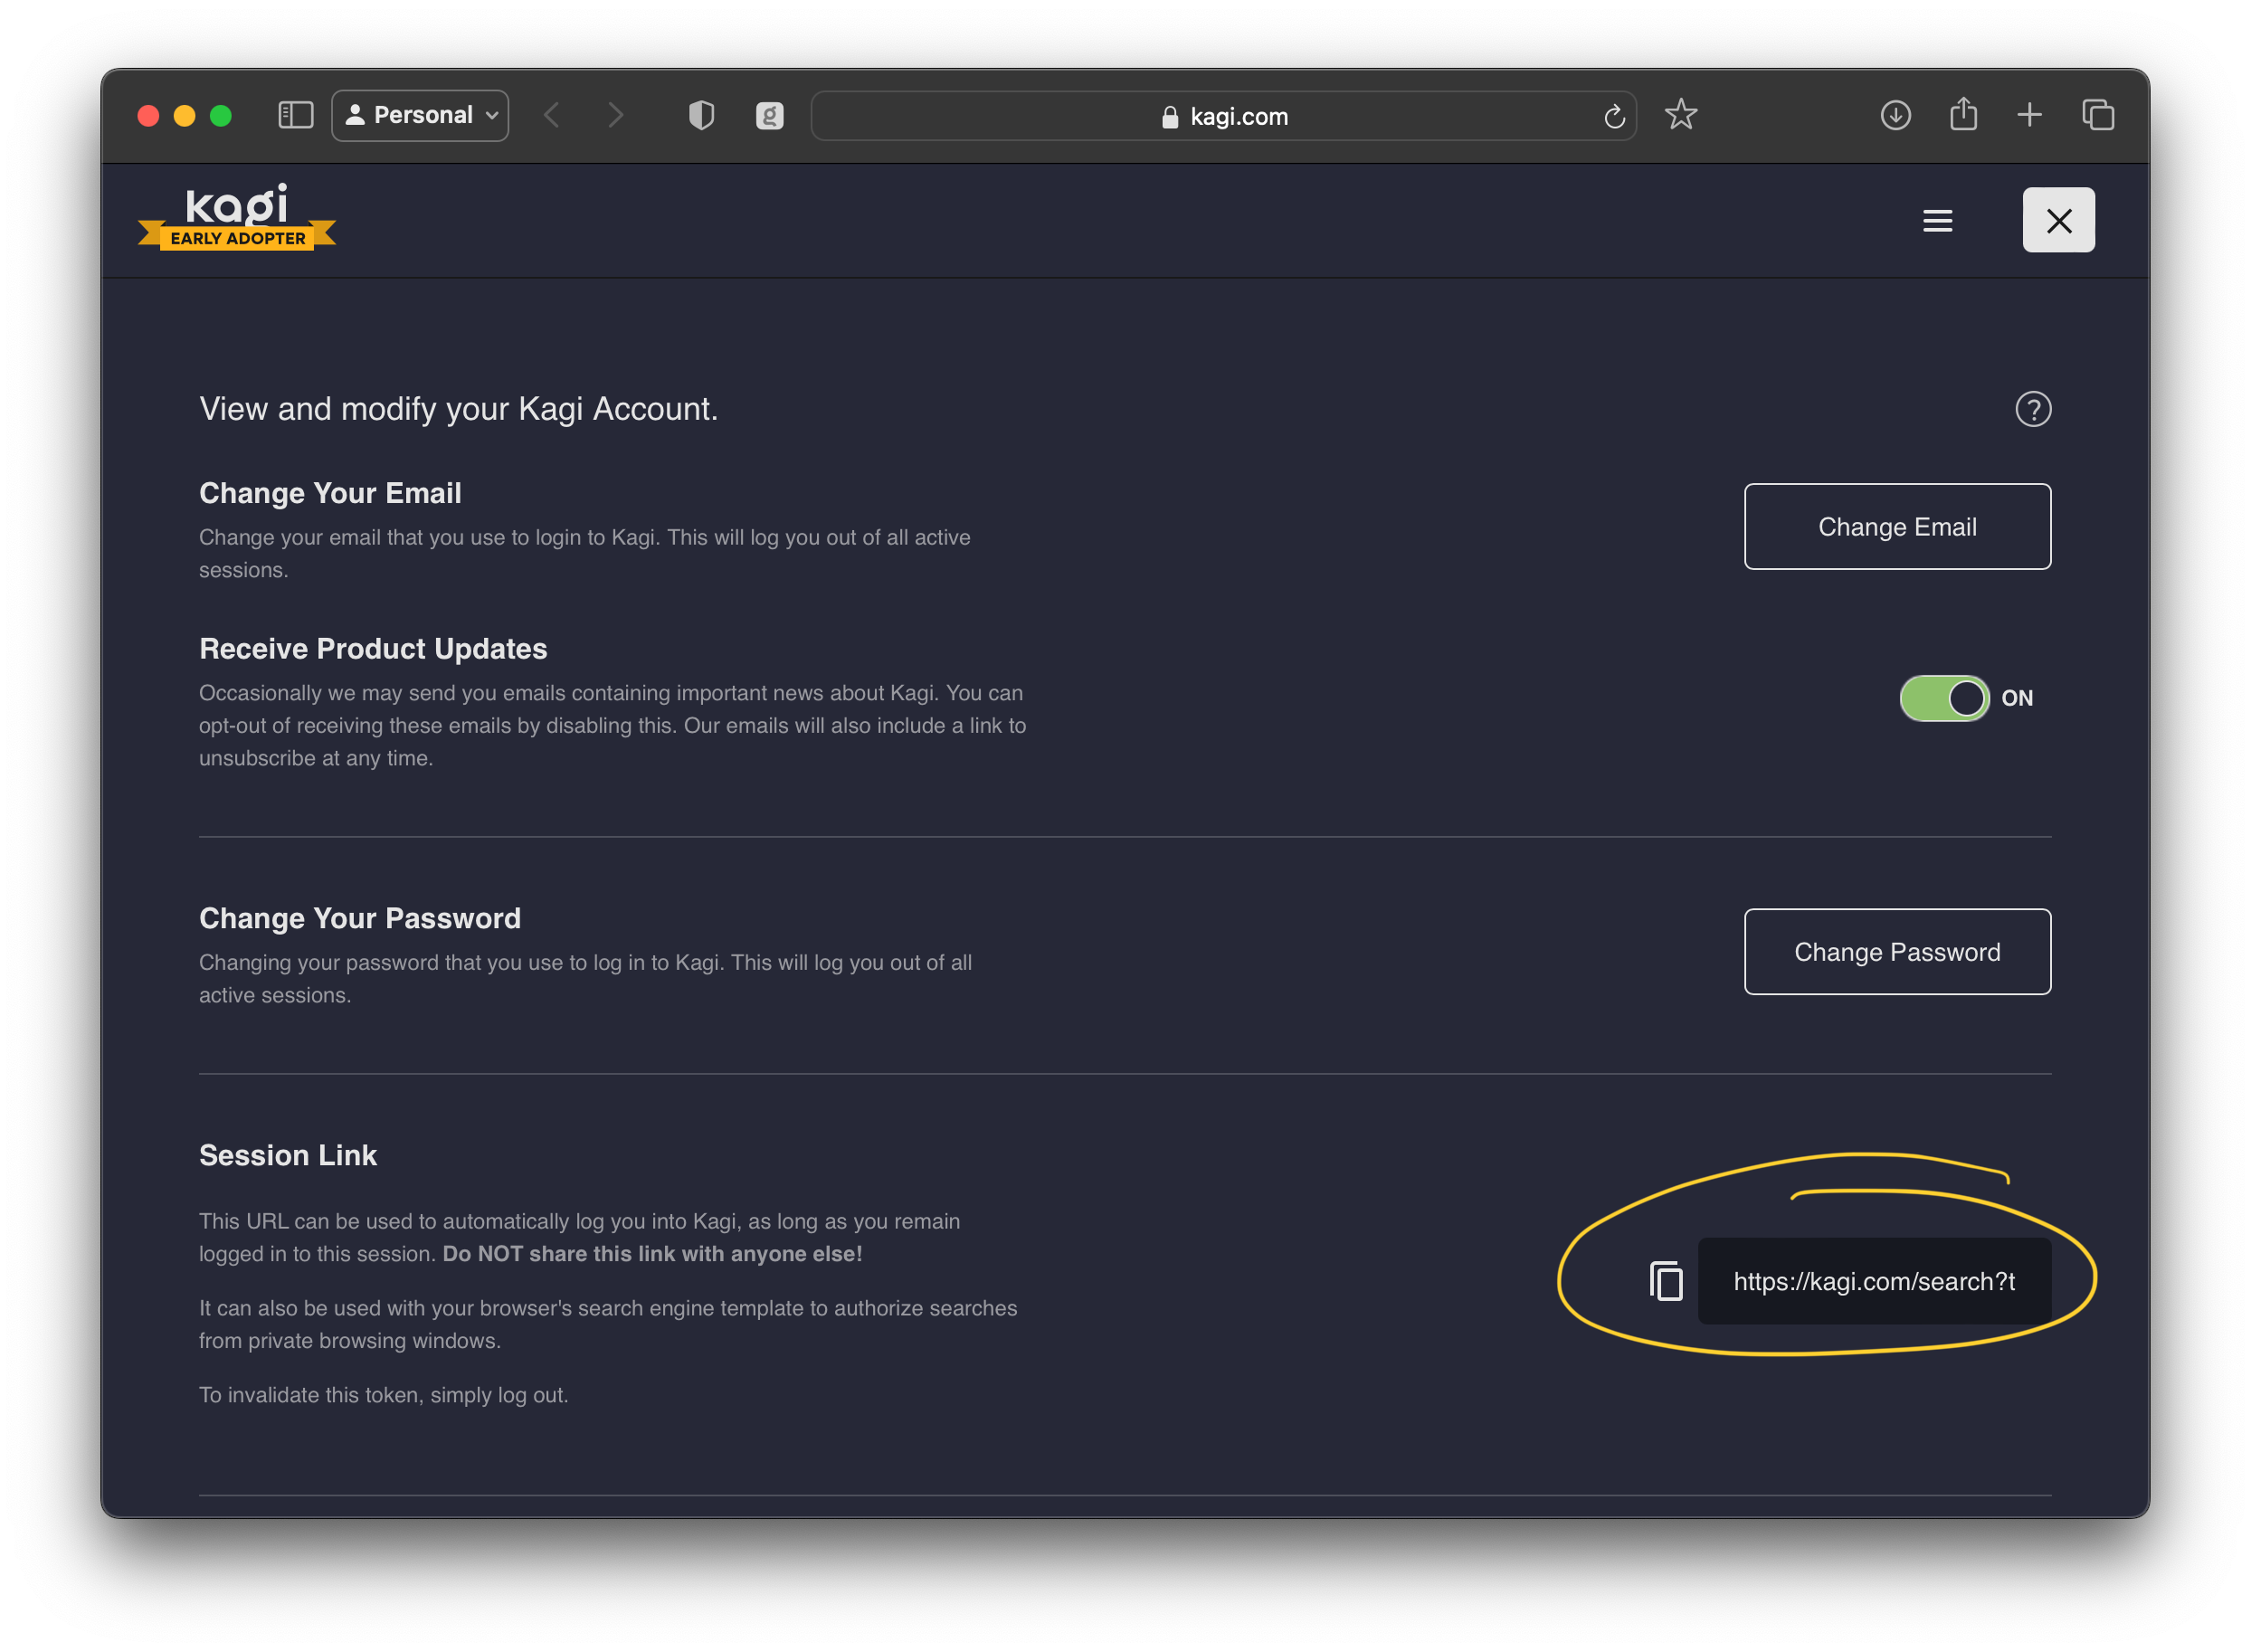 Personal
kagi.com
kagi
EARLY ADOPTER
View and modify your Kagi Account.
?
Change Your Email
Change your email that you use to login to Kagi. This will log you out of all active
sessions.
Change Email
Receive Product Updates
Occasionally we may send you emails containing important news about Kagi. You can
opt-out of receiving these emails by disabling this. Our emails will also include a link to
unsubscribe at any time.
ON
Change Your Password
Changing your password that you use to log in to Kagi. This will log you out of all
active sessions.
Change Password
Session Link
This URL can be used to automatically log you into Kagi, as long as you remain
logged in to this session. Do NOT share this link with anyone else!
https://kagi.com/search?t
It can also be used with your browser's search engine template to authorize searches
from private browsing windows.
To invalidate this token, simply log out.